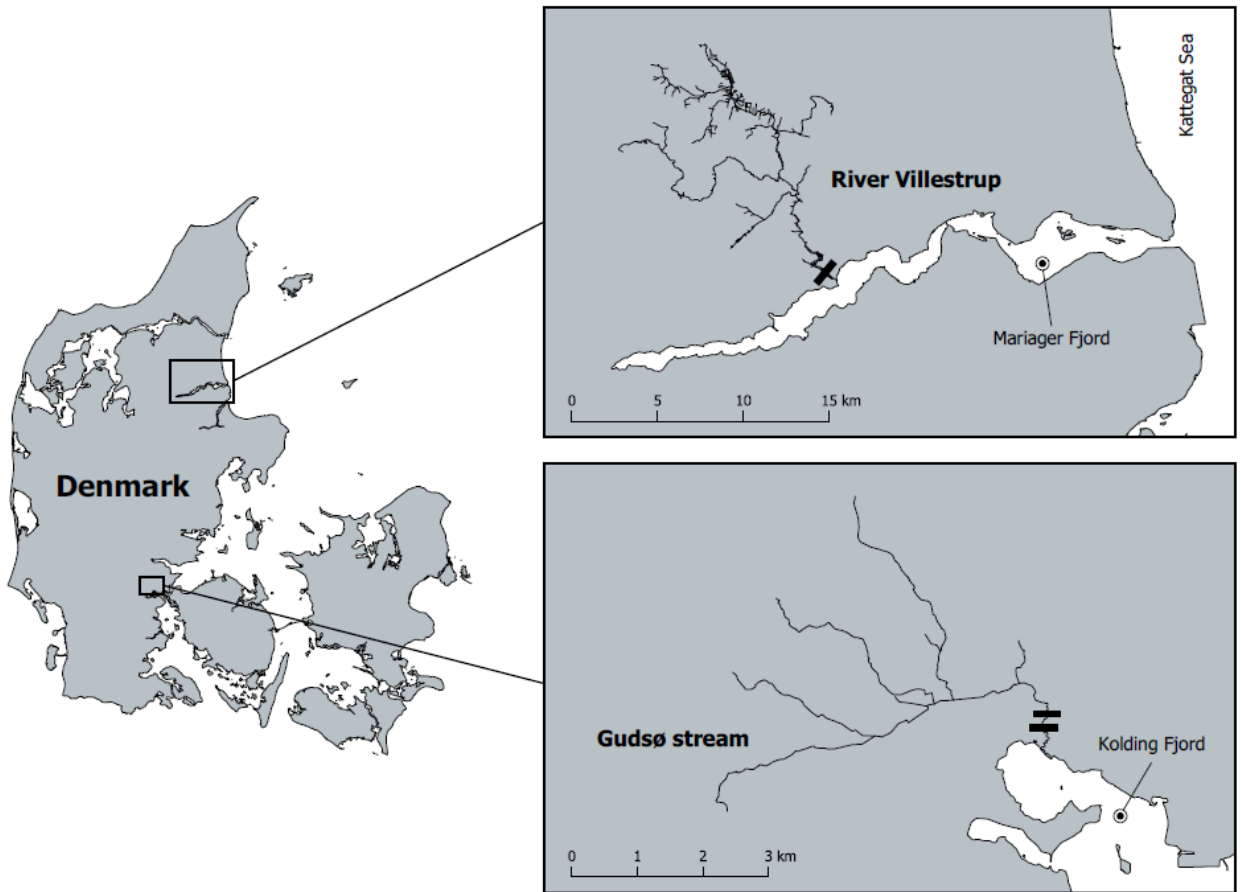 Denmark
Kattegat Sea
River Villestrup
Mariager Fjord
0 5 10 15 km
Gudsø stream
Kolding Fjord
0 1 2 3 km